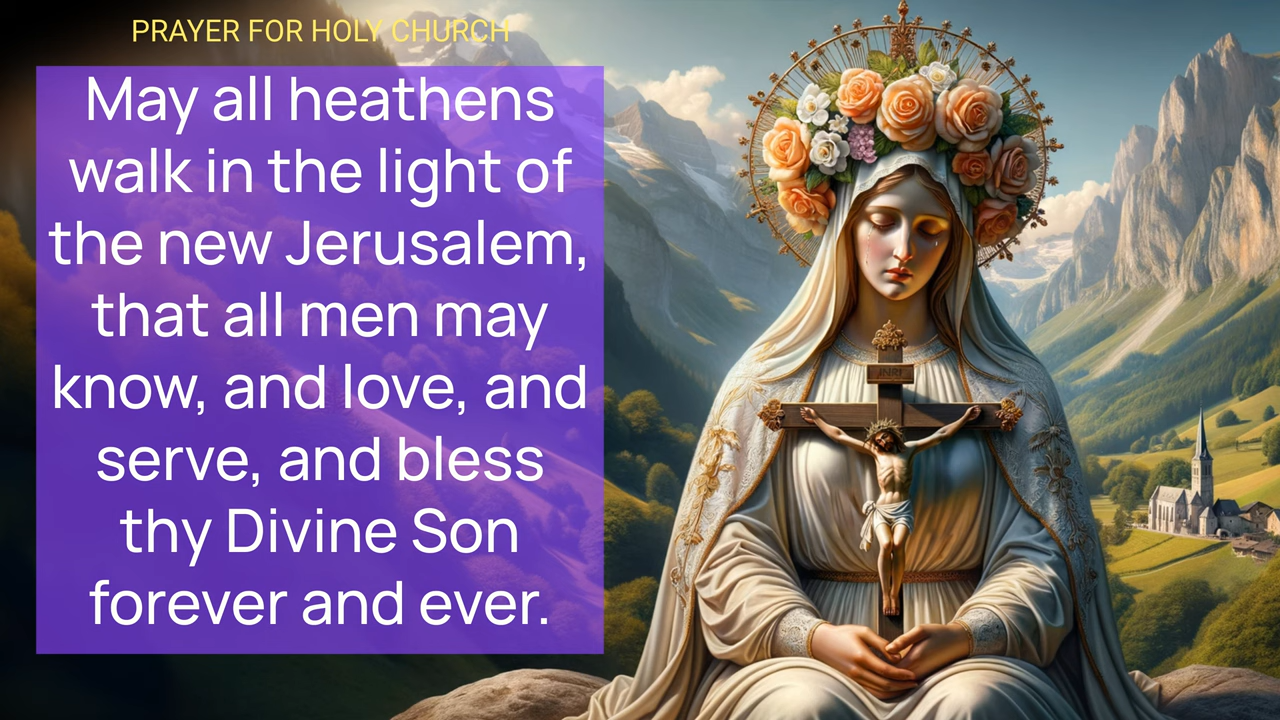 PRAYER FOR HOLY CHURCH
May all heathens
walk in the light of
the new Jerusalem,
that all men may
know, and love, and
serve, and bless
thy Divine Son
forever and ever.
INRI